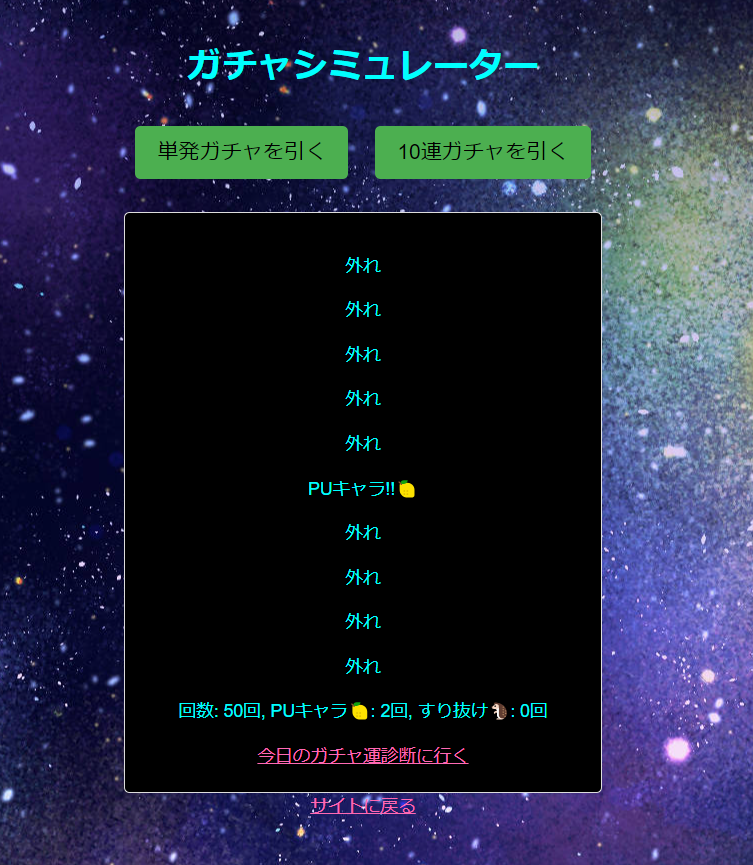 ガチャシミュレーター
単発ガチャを引く 10連ガチャを引く
外れ
外れ
外れ
外れ
外れ
PUキャラ!!🍋
外れ
外れ
外れ
外れ
回数: 50回, PUキャラ🍋: 2回, すり抜け🐧: 0回
今日のガチャ運診断に行く
サイトに戻る